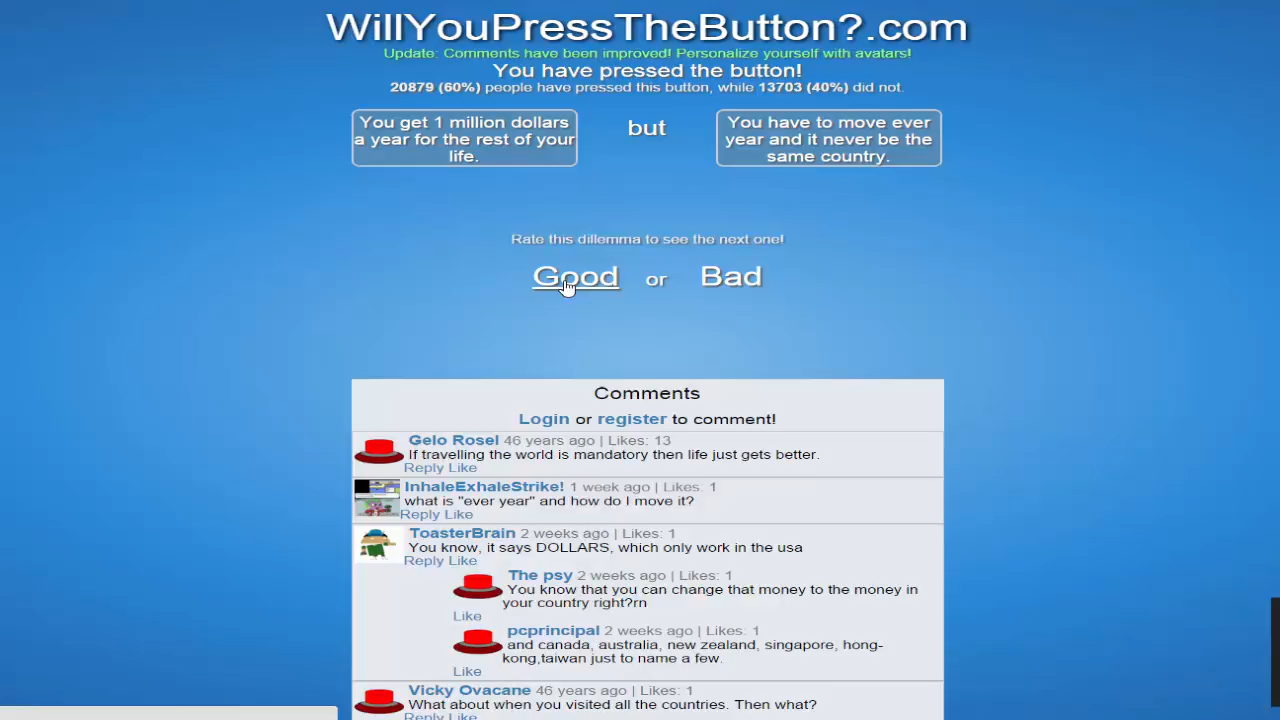 WillYouPressTheButton?.com
Update: Comments have been improved! Personalize yourself with avatars!
You have pressed the button!
20879 (60%) people have pressed this button, while 13703 (40%) did not.
You get 1 million dollars
a year for the rest of your
life.
but
You have to move ever
year and it never be the
same country.
Rate this dillemma to see the next one!
Good or Bad
Comments
Login or register to comment!
Gelo Rosel 46 years ago | Likes: 13
If travelling the world is mandatory then life just gets better.
Reply Like
InhaleExhaleStrike! 1 week ago | Likes: 1
what is "ever year" and how do I move it?
Reply Like
ToasterBrain 2 weeks ago | Likes: 1
You know, it says DOLLARS, which only work in the usa
Reply Like
The psy 2 weeks ago | Likes: 1
You know that you can change that money to the money in
your country right?rn
Like
pcprincipal 2 weeks ago | Likes: 1
and canada, australia, new zealand, singapore, hong-
kong,taiwan just to name a few.
Like
Vicky Ovacane 46 years ago | Likes: 1
What about when you visited all the countries. Then what?
Reply Like